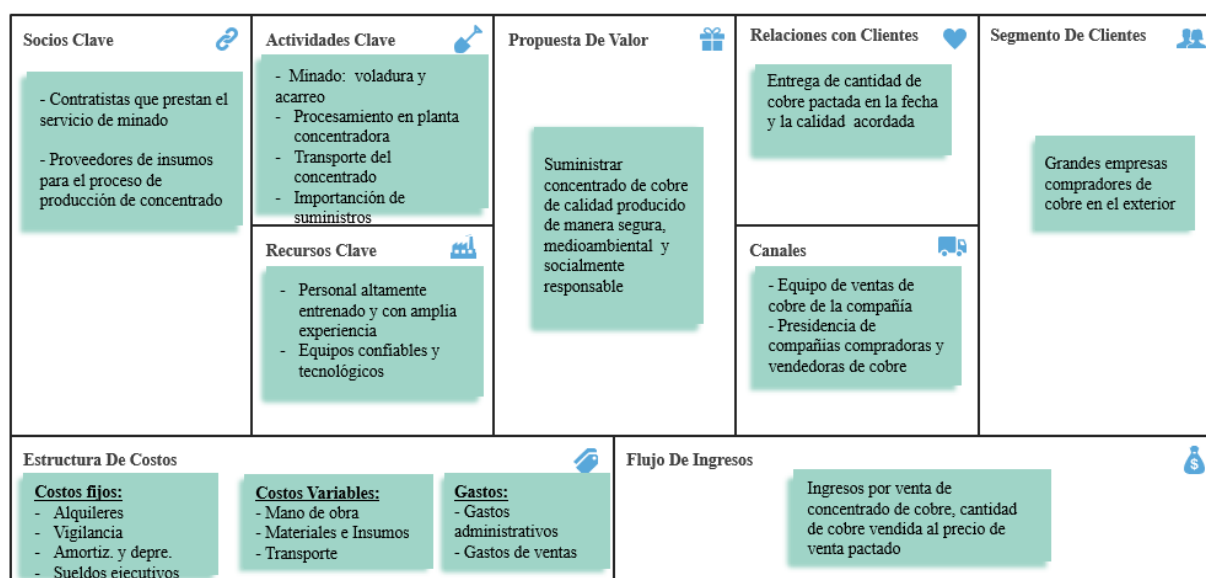 Socios Clave
- Contratistas que prestan el
servicio de minado
- Proveedores de insumos
para el proceso de
producción de concentrado
Actividades Clave
- Minado: voladura y
acarreo
- Procesamiento en planta
concentradora
- Transporte del
concentrado
- Importanción de
suministros
Recursos Clave
- Personal altamente
entrenado y con amplia
experiencia
- Equipos confiables y
tecnológicos
Propuesta De Valor
Suministrar
concentrado de cobre
de calidad producido
de manera segura,
medioambiental y
socialmente
responsable
Relaciones con Clientes
Entrega de cantidad de
cobre pactada en la fecha
y la calidad acordada
Canales
- Equipo de ventas de
cobre de la compañía
- Presidencia de
compañías compradoras y
vendedoras de cobre
Segmento De Clientes
Grandes empresas
compradores de
cobre en el exterior
Estructura De Costos
Costos fijos:
- Alquileres
- Vigilancia
- Amortiz. y depre.
- Sueldos ejecutivos
Costos Variables:
- Mano de obra
- Materiales e Insumos
- Transporte
Gastos:
- Gastos
administrativos
- Gastos de ventas
Flujo De Ingresos
$
Ingresos por venta de
concentrado de cobre, cantidad
de cobre vendida al precio de
venta pactado